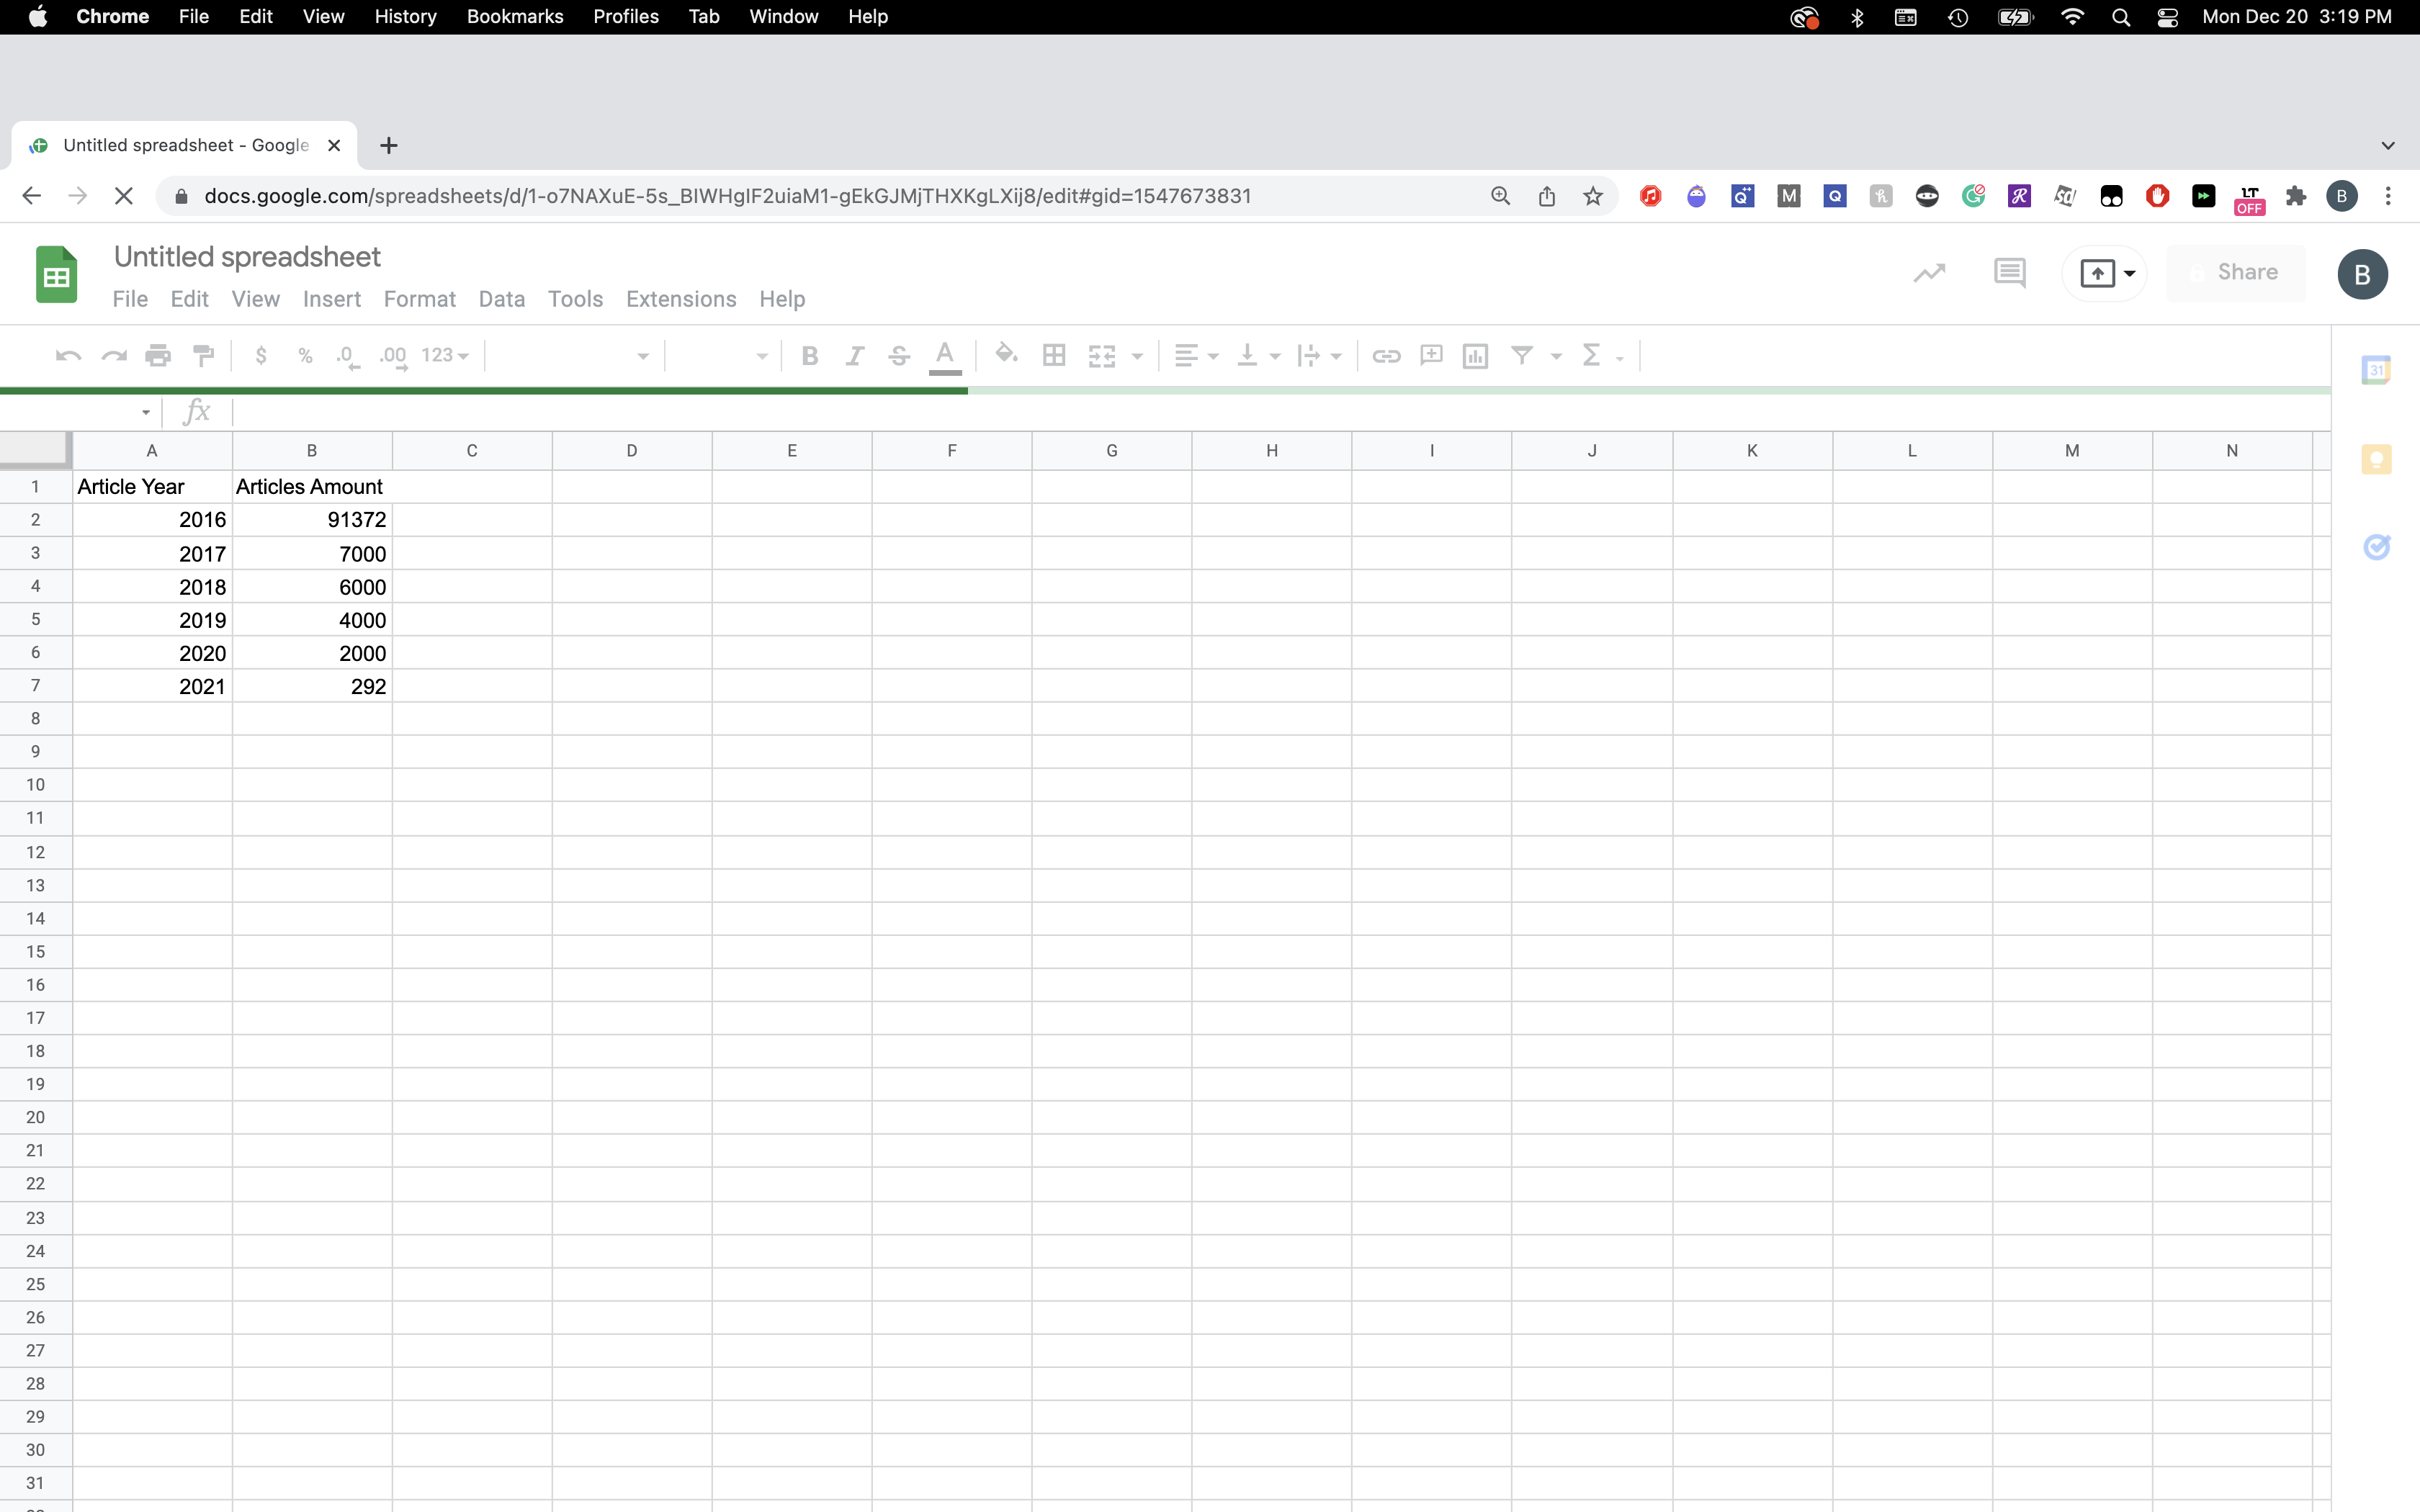 Chrome File Edit View History Bookmarks Profiles Tab Window Help Mon Dec 20 3:19 PM
Untitled spreadsheet - Google
docs.google.com/spreadsheets/d/1-o7NAXuE-5s_BIWHgIF2uiaM1-gEkGJMjTHXKgLXij8/edit#gid=1547673831 OFF B
Untitled spreadsheet
File Edit View Insert Format Data Tools Extensions Help
Share
B
$ % .0 .00 123 B I S A
31
fx
A B C D E F G H I J K L M N
1 Article Year Articles Amount
2 2016 91372
3 2017 7000
4 2018 6000
5 2019 4000
6 2020 2000
7 2021 292
8
9
10
11
12
13
14
15
16
17
18
19
20
21
22
23
24
25
26
27
28
29
30
31